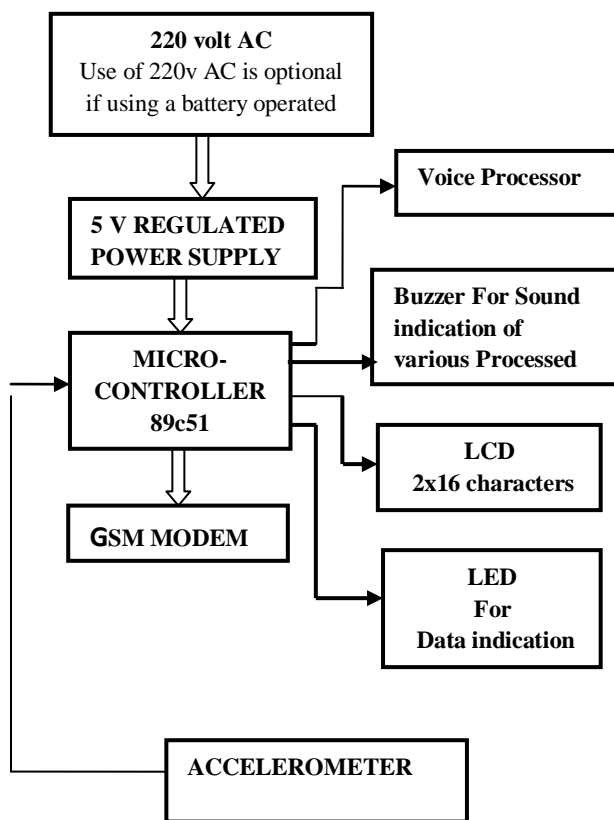 220 volt AC
Use of 220v AC is optional
if using a battery operated
Voice Processor
5 V REGULATED
POWER SUPPLY
Buzzer For Sound
indication of
various Processed
MICRO-
CONTROLLER
89c51
LCD
2x16 characters
GSM MODEM
LED
For
Data indication
ACCELEROMETER